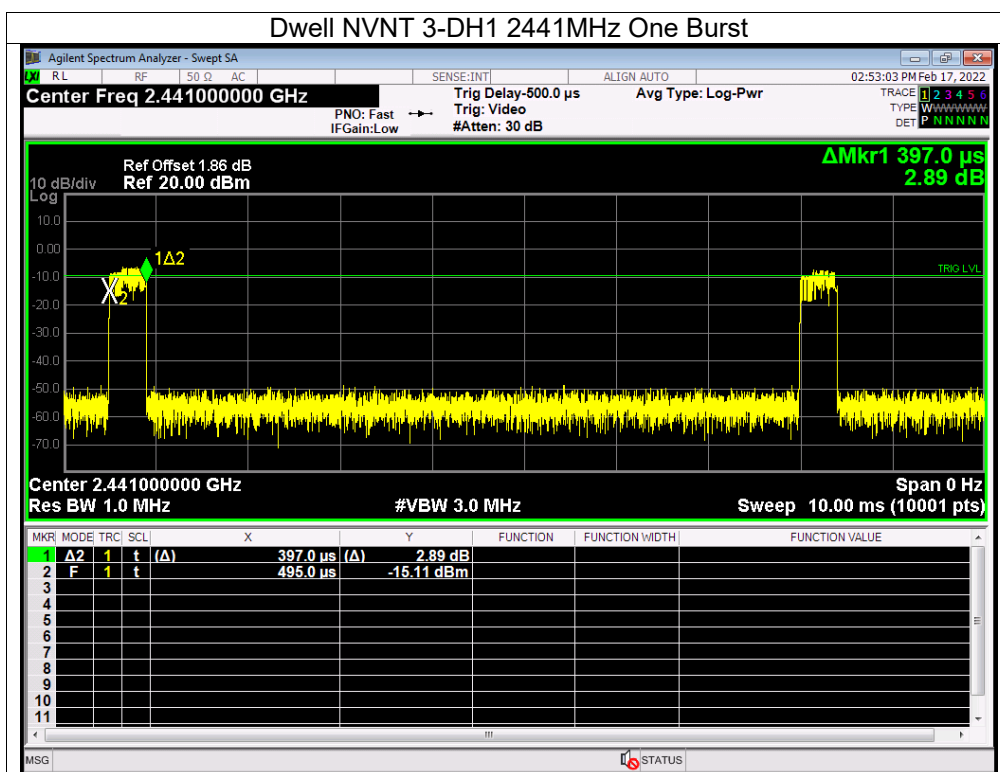 Dwell NVNT 3-DH1 2441MHz One Burst
Agilent Spectrum Analyzer - Swept SA
LXI RL RF 50 Ω AC SENSE:INT ALIGN AUTO 02:53:03 PM Feb 17, 2022
Center Freq 2.441000000 GHz Trig Delay-500.0 µs Avg Type: Log-Pwr TRACE 1 2 3 4 5 6
PNO: Fast Trig: Video TYPE WWWWWW
IFGain:Low #Atten: 30 dB DET P N N N N N
ΔMkr1 397.0 µs
2.89 dB
Ref Offset 1.86 dB
10 dB/div Ref 20.00 dBm
Log
10.0
0.00
1Δ2
-10.0 TRIG LVL
X2
-20.0
-30.0
-40.0
-50.0
-60.0
-70.0
Center 2.441000000 GHz Span 0 Hz
Res BW 1.0 MHz #VBW 3.0 MHz Sweep 10.00 ms (10001 pts)
MKR MODE TRC SCL X Y FUNCTION FUNCTION WIDTH FUNCTION VALUE
1 Δ2 1 t (Δ) 397.0 µs (Δ) 2.89 dB
2 F 1 t 495.0 µs -15.11 dBm
3
4
5
6
7
8
9
10
11
MSG STATUS